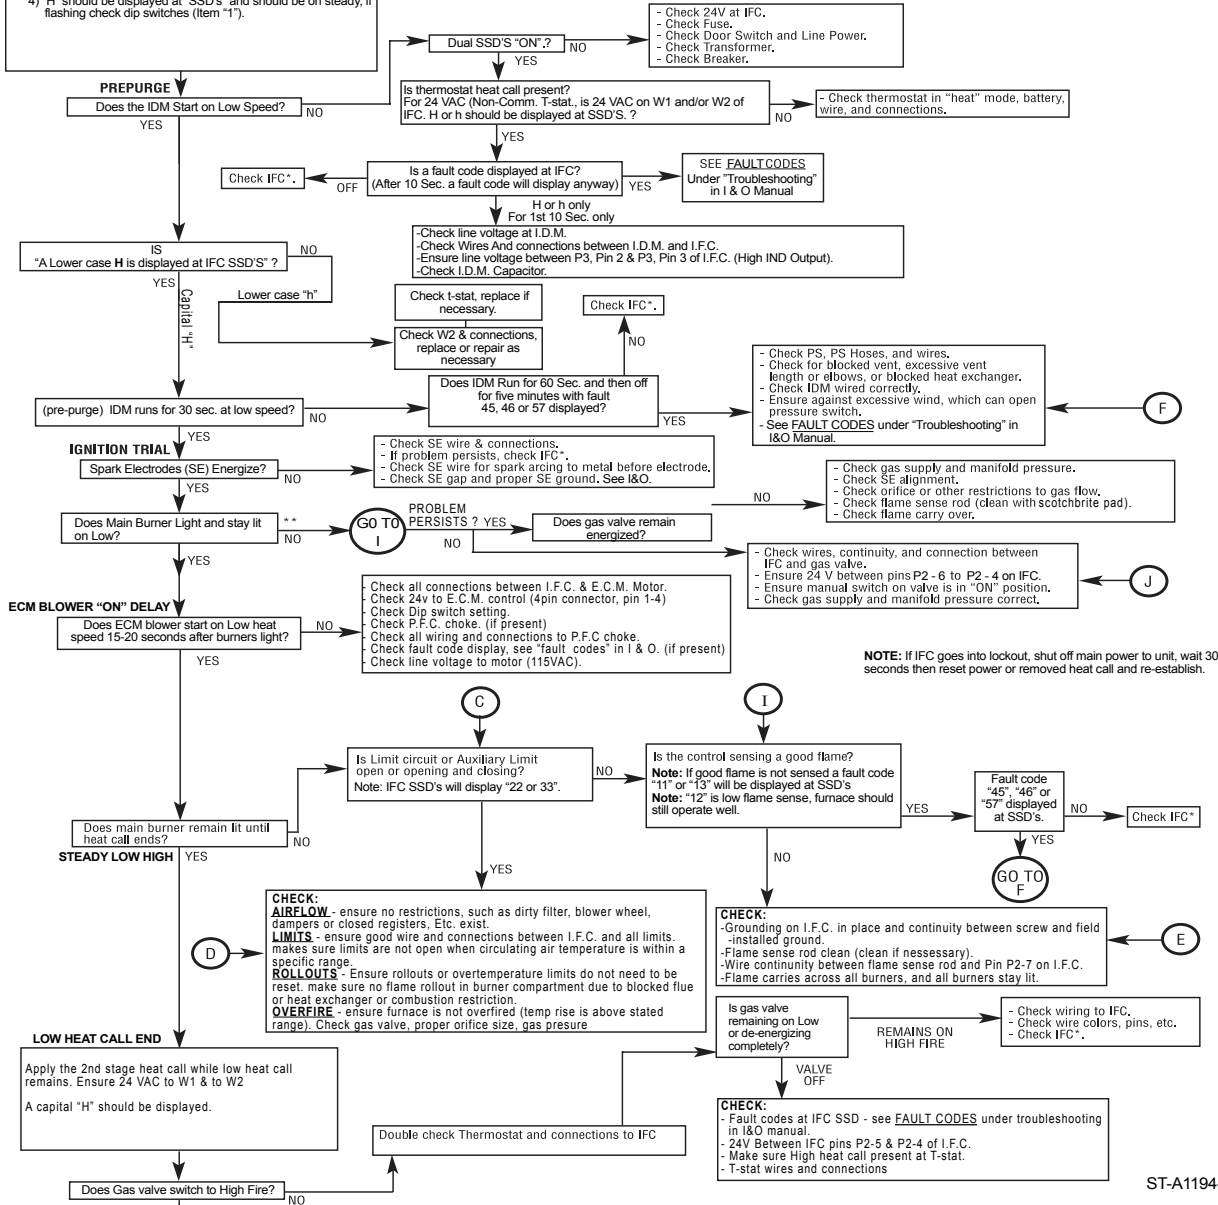 4) "H" should be displayed at "SSD's" and should be on steady, if
flashing check dip switches (Item "1").
Dual SSD'S "ON".?
NO
YES
- Check 24V at IFC.
- Check Fuse.
- Check Door Switch and Line Power.
- Check Transformer.
- Check Breaker.
PREPURGE
Does the IDM Start on Low Speed?
NO
YES
Is thermostat heat call present?
For 24 VAC (Non-Comm. T-stat., is 24 VAC on W1 and/or W2 of
IFC. H or h should be displayed at SSD'S. ?
NO
YES
- Check thermostat in "heat" mode, battery,
wire, and connections.
Check IFC*.
OFF
Is a fault code displayed at IFC?
(After 10 Sec. a fault code will display anyway)
YES
SEE FAULT CODES
Under "Troubleshooting"
in I & O Manual
H or h only
For 1st 10 Sec. only
-Check line voltage at I.D.M.
-Check Wires And connections between I.D.M. and I.F.C.
-Ensure line voltage between P3, Pin 2 & P3, Pin 3 of I.F.C. (High IND Output).
-Check I.D.M. Capacitor.
IS
"A Lower case H is displayed at IFC SSD'S" ?
NO
YES
Capital "H"
Lower case "h"
Check t-stat, replace if
necessary.
Check W2 & connections,
replace or repair as
necessary
Check IFC*.
NO
(pre-purge) IDM runs for 30 sec. at low speed?
NO
YES
Does IDM Run for 60 Sec. and then off
for five minutes with fault
45, 46 or 57 displayed?
YES
- Check PS, PS Hoses, and wires.
- Check for blocked vent, excessive vent
length or elbows, or blocked heat exchanger.
- Check IDM wired correctly.
- Ensure against excessive wind, which can open
pressure switch.
- See FAULT CODES under "Troubleshooting" in
I&O Manual.
F
IGNITION TRIAL
Spark Electrodes (SE) Energize?
NO
YES
- Check SE wire & connections.
- If problem persists, check IFC*.
- Check SE wire for spark arcing to metal before electrode.
- Check SE gap and proper SE ground. See I&O.
- Check gas supply and manifold pressure.
- Check SE alignment.
- Check orifice or other restrictions to gas flow.
- Check flame sense rod (clean with scotchbrite pad).
- Check flame carry over.
Does Main Burner Light and stay lit
on Low?
**
NO
YES
GO TO
I
PROBLEM
PERSISTS ? YES
NO
Does gas valve remain
energized?
NO
- Check wires, continuity, and connection between
IFC and gas valve.
- Ensure 24 V between pins P2 - 6 to P2 - 4 on IFC.
- Ensure manual switch on valve is in "ON" position.
- Check gas supply and manifold pressure correct.
J
ECM BLOWER "ON" DELAY
Does ECM blower start on Low heat
speed 15-20 seconds after burners light?
NO
YES
- Check all connections between I.F.C. & E.C.M. Motor.
- Check 24v to E.C.M. control (4pin connector, pin 1-4)
- Check Dip switch setting.
- Check P.F.C. choke. (if present)
- Check all wiring and connections to P.F.C choke.
- Check fault code display, see "fault codes" in I & O. (if present)
- Check line voltage to motor (115VAC).
NOTE: If IFC goes into lockout, shut off main power to unit, wait 30
seconds then reset power or removed heat call and re-establish.
C
I
Is Limit circuit or Auxiliary Limit
open or opening and closing?
Note: IFC SSD's will display "22 or 33".
NO
YES
Is the control sensing a good flame?
Note: If good flame is not sensed a fault code
"11" or "13" will be displayed at SSD's
Note: "12" is low flame sense, furnace should
still operate well.
YES
NO
Fault code
"45", "46" or
"57" displayed
at SSD's.
NO
YES
Check IFC*
GO TO
F
Does main burner remain lit until
heat call ends?
NO
STEADY LOW HIGH
YES
D
CHECK:
AIRFLOW - ensure no restrictions, such as dirty filter, blower wheel,
dampers or closed registers, Etc. exist.
LIMITS - ensure good wire and connections between I.F.C. and all limits.
makes sure limits are not open when circulating air temperature is within a
specific range.
ROLLOUTS - Ensure rollouts or overtemperature limits do not need to be
reset. make sure no flame rollout in burner compartment due to blocked flue
or heat exchanger or combustion restriction.
OVERFIRE - ensure furnace is not overfired (temp rise is above stated
range). Check gas valve, proper orifice size, gas presure
CHECK:
-Grounding on I.F.C. in place and continuity between screw and field
-installed ground.
-Flame sense rod clean (clean if nessessary).
-Wire continuity between flame sense rod and Pin P2-7 on I.F.C.
-Flame carries across all burners, and all burners stay lit.
E
Is gas valve
remaining on Low
or de-energizing
completely?
REMAINS ON
HIGH FIRE
VALVE
OFF
- Check wiring to IFC.
- Check wire colors, pins, etc.
- Check IFC*.
LOW HEAT CALL END
Apply the 2nd stage heat call while low heat call
remains. Ensure 24 VAC to W1 & to W2
A capital "H" should be displayed.
Double check Thermostat and connections to IFC
CHECK:
- Fault codes at IFC SSD - see FAULT CODES under troubleshooting
in I&O manual.
- 24V Between IFC pins P2-5 & P2-4 of I.F.C.
- Make sure High heat call present at T-stat.
- T-stat wires and connections
Does Gas valve switch to High Fire?
NO
ST-A1194